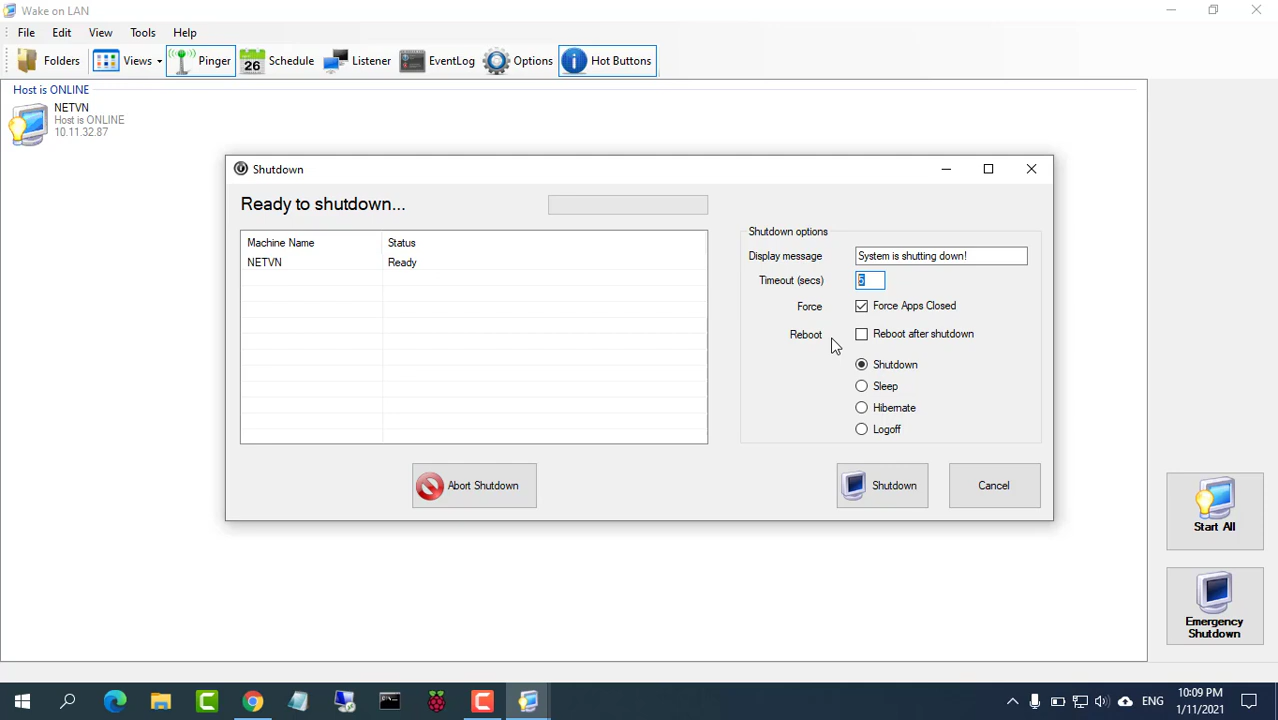 Wake on LAN
File Edit View Tools Help
Folders Views Pinger 26 Schedule Listener EventLog Options Hot Buttons
Host is ONLINE
NETVN
Host is ONLINE
10.11.32.87
Shutdown
Ready to shutdown...
Machine Name Status
NETVN Ready
Shutdown options
Display message System is shutting down!
Timeout (secs) 5
Force Force Apps Closed
Reboot Reboot after shutdown
Shutdown
Sleep
Hibernate
Logoff
Abort Shutdown Shutdown Cancel
Start All
Emergency
Shutdown
ENG
10:09 PM
1/11/2021